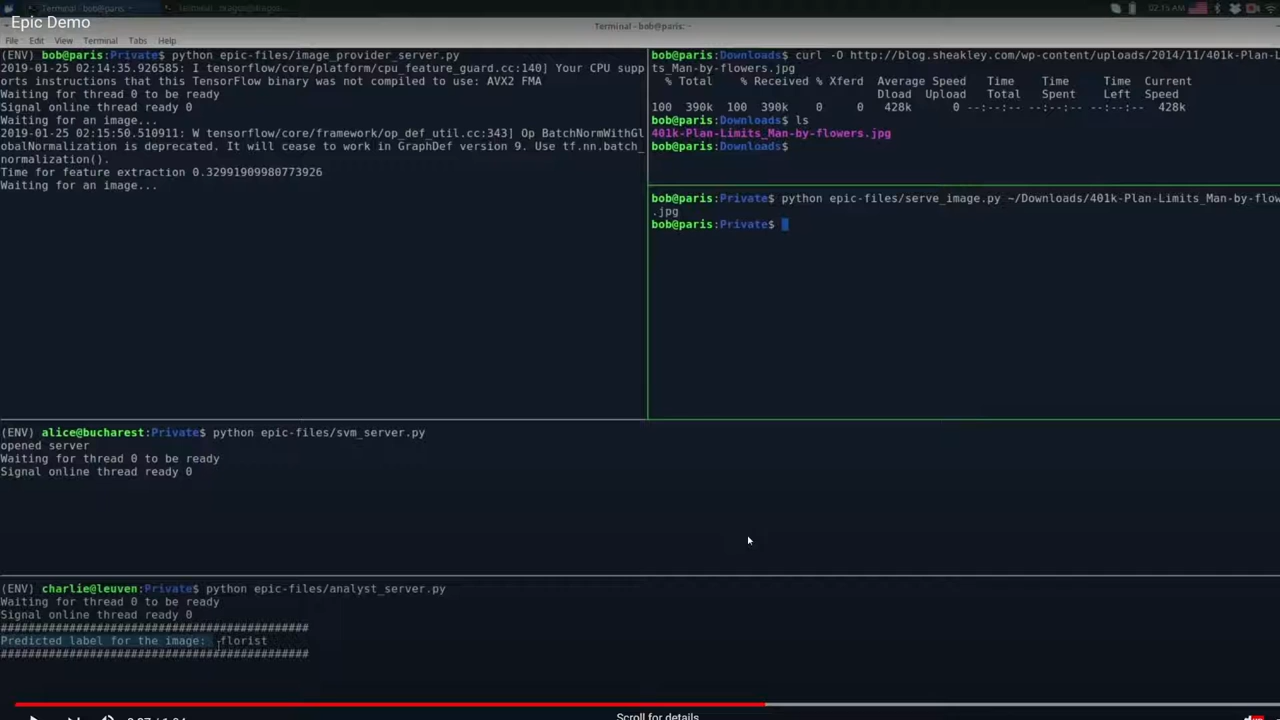 Terminal - bob@paris: ~
02:15 AM
Epic Demo
Terminal - bob@paris: ~
File Edit View Terminal Tabs Help
(ENV) bob@paris:Private$ python epic-files/image_provider_server.py
2019-01-25 02:14:35.926585: I tensorflow/core/platform/cpu_feature_guard.cc:140] Your CPU supp
orts instructions that this TensorFlow binary was not compiled to use: AVX2 FMA
Waiting for thread 0 to be ready
Signal online thread ready 0
Waiting for an image...
2019-01-25 02:15:50.510911: W tensorflow/core/framework/op_def_util.cc:343] Op BatchNormWithGl
obalNormalization is deprecated. It will cease to work in GraphDef version 9. Use tf.nn.batch_
normalization().
Time for feature extraction 0.32991909980773926
Waiting for an image...
bob@paris:Downloads$ curl -O http://blog.sheakley.com/wp-content/uploads/2014/11/401k-Plan-L
ts_Man-by-flowers.jpg
% Total % Received % Xferd Average Speed Time Time Time Current
Dload Upload Total Spent Left Speed
100 390k 100 390k 0 0 428k 0 --:--:-- --:--:-- --:--:-- 428k
bob@paris:Downloads$ ls
401k-Plan-Limits_Man-by-flowers.jpg
bob@paris:Downloads$
bob@paris:Private$ python epic-files/serve_image.py ~/Downloads/401k-Plan-Limits_Man-by-flow
.jpg
bob@paris:Private$
(ENV) alice@bucharest:Private$ python epic-files/svm_server.py
opened server
Waiting for thread 0 to be ready
Signal online thread ready 0
(ENV) charlie@leuven:Private$ python epic-files/analyst_server.py
Waiting for thread 0 to be ready
Signal online thread ready 0
#############################################
Predicted label for the image: florist
#############################################
Scroll for details